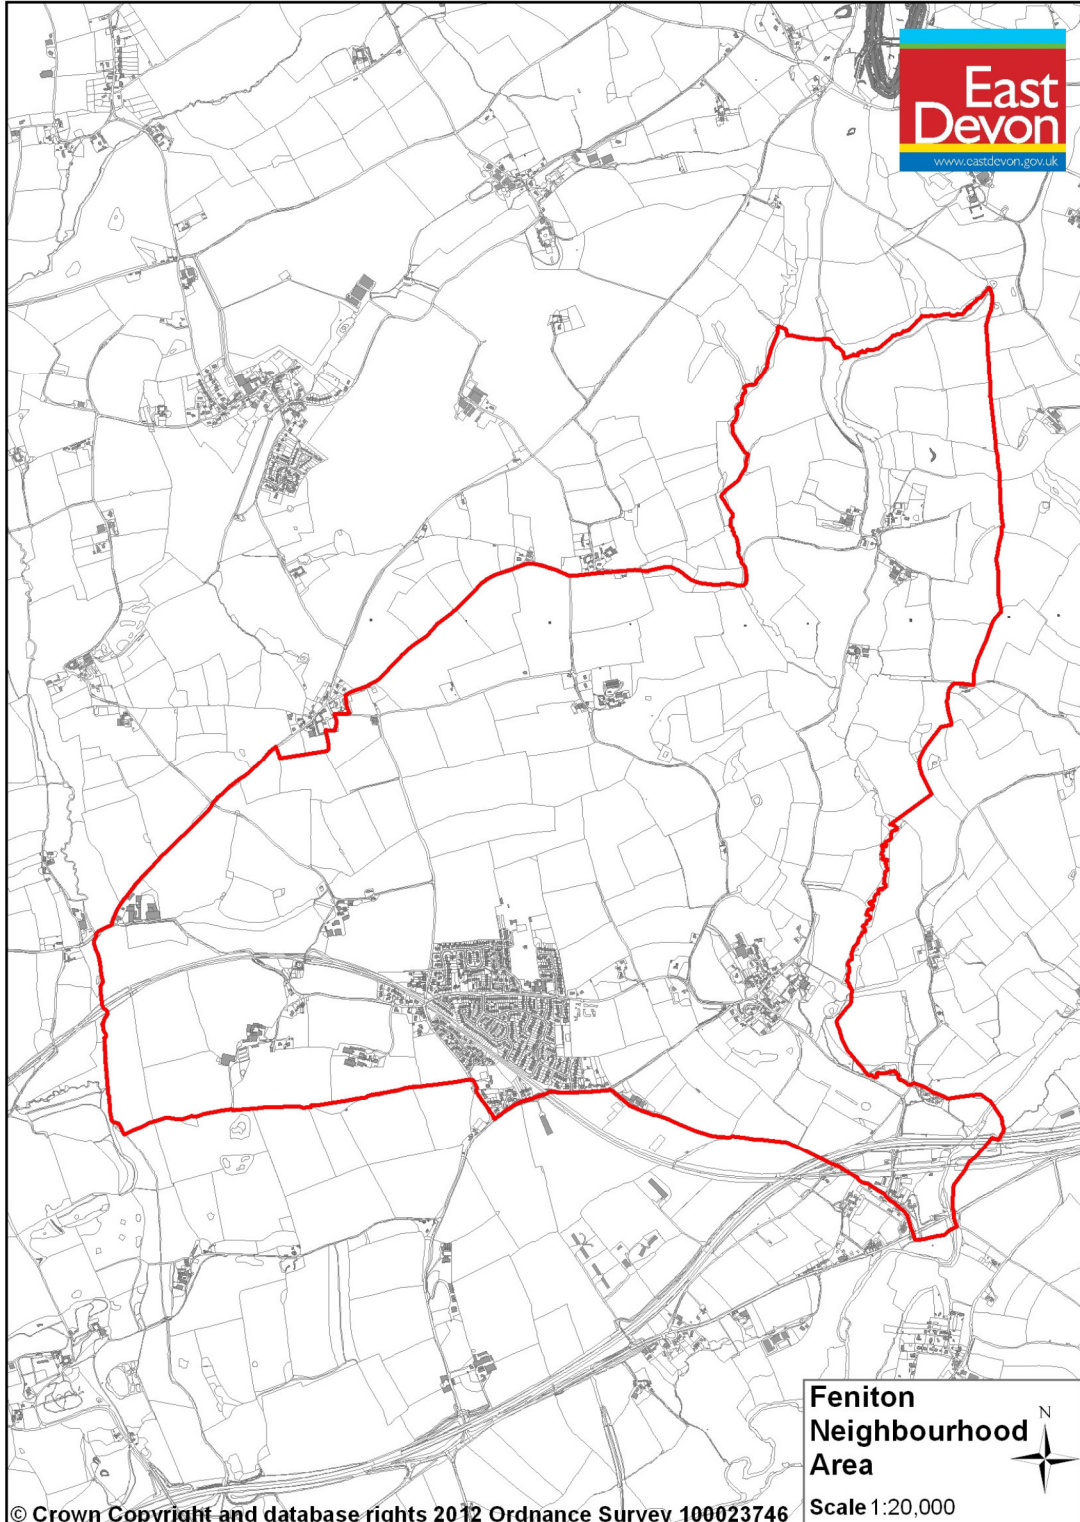 East
Devon
www.eastdevon.gov.uk
Feniton
Neighbourhood
Area
N
Scale 1:20,000
© Crown Copyright and database rights 2012 Ordnance Survey 100023746